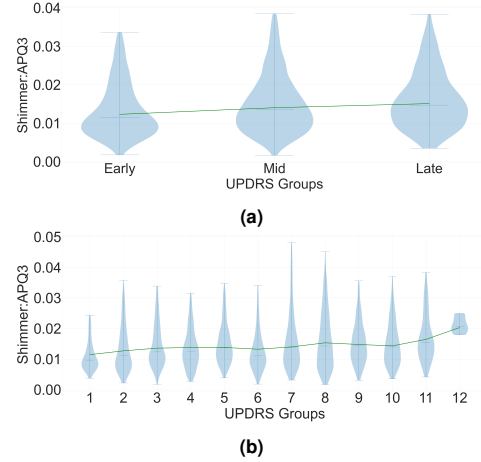 0.04
0.03
0.02
0.01
0.00
Shimmer:APQ3
Early Mid Late
UPDRS Groups
(a)
0.05
0.04
0.03
0.02
0.01
0.00
Shimmer:APQ3
1 2 3 4 5 6 7 8 9 10 11 12
UPDRS Groups
(b)